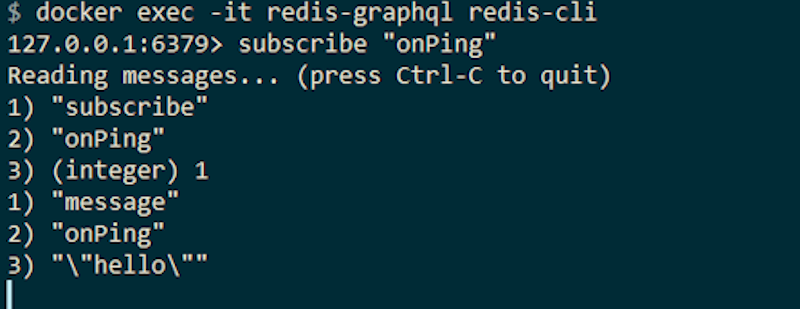 $ docker exec -it redis-graphql redis-cli
127.0.0.1:6379> subscribe "onPing"
Reading messages... (press Ctrl-C to quit)
1) "subscribe"
2) "onPing"
3) (integer) 1
1) "message"
2) "onPing"
3) "\"hello\""